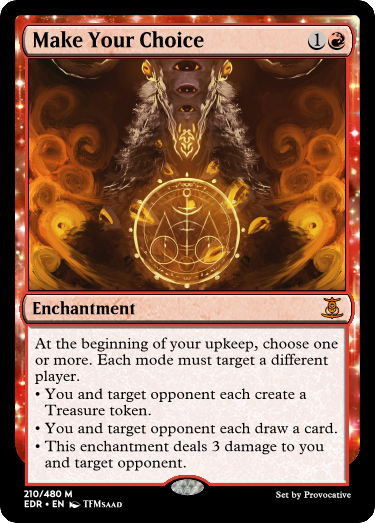 Make Your Choice 1
Enchantment
At the beginning of your upkeep, choose one
or more. Each mode must target a different
player.
• You and target opponent each create a
Treasure token.
• You and target opponent each draw a card.
• This enchantment deals 3 damage to you
and target opponent.
210/480 M
EDR • EN TFMSAAD
Set by Provocative